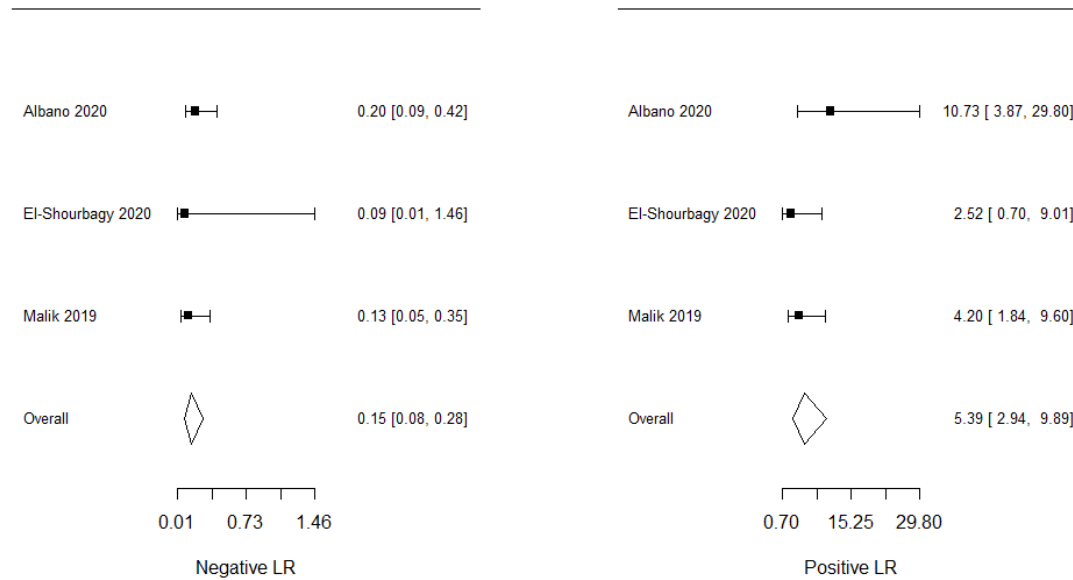 Albano 2020 0.20 [0.09, 0.42]
El-Shourbagy 2020 0.09 [0.01, 1.46]
Malik 2019 0.13 [0.05, 0.35]
Overall 0.15 [0.08, 0.28]
0.01 0.73 1.46
Negative LR
Albano 2020 10.73 [ 3.87, 29.80]
El-Shourbagy 2020 2.52 [ 0.70, 9.01]
Malik 2019 4.20 [ 1.84, 9.60]
Overall 5.39 [ 2.94, 9.89]
0.70 15.25 29.80
Positive LR